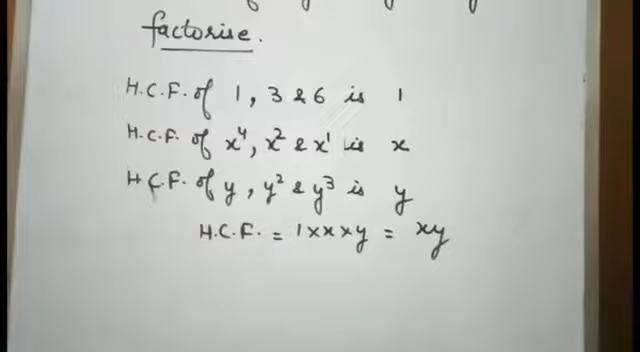 factorise.
H.C.F. of 1, 3 & 6 is 1
H.C.F. of x⁴, x² & x¹ is x
H.C.F. of y, y² & y³ is y
H.C.F. = 1×x×y = xy